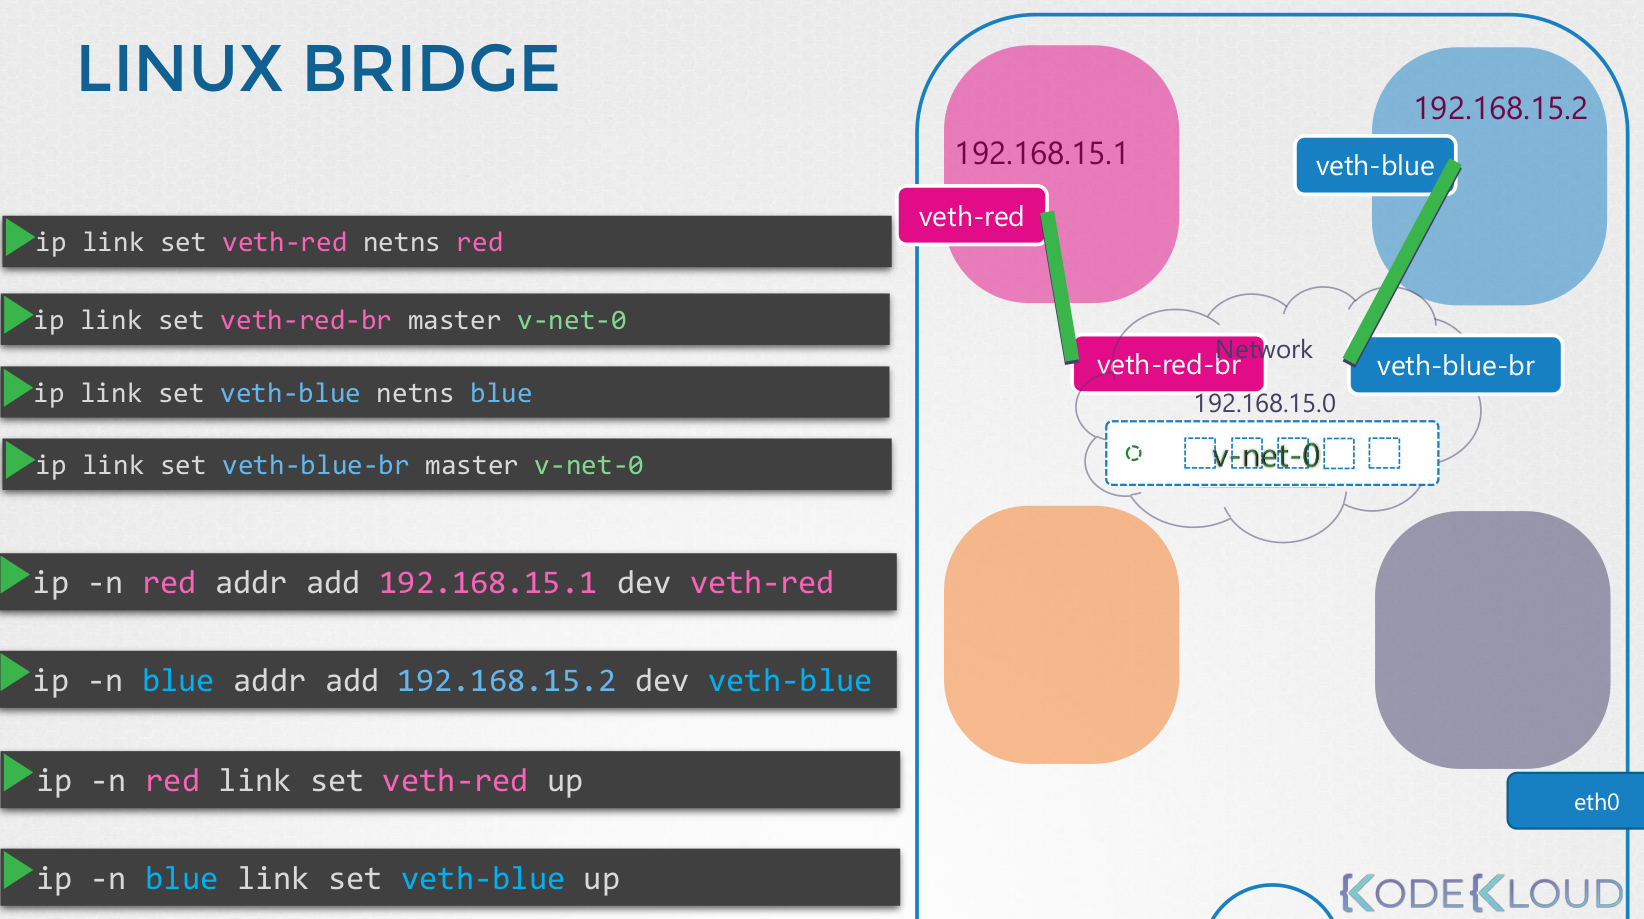 LINUX BRIDGE
ip link set veth-red netns red
ip link set veth-red-br master v-net-0
ip link set veth-blue netns blue
ip link set veth-blue-br master v-net-0
ip -n red addr add 192.168.15.1 dev veth-red
ip -n blue addr add 192.168.15.2 dev veth-blue
ip -n red link set veth-red up
ip -n blue link set veth-blue up
192.168.15.1
192.168.15.2
veth-red
veth-blue
Network
veth-red-br
veth-blue-br
192.168.15.0
v-net-0
eth0
KODEKLOUD